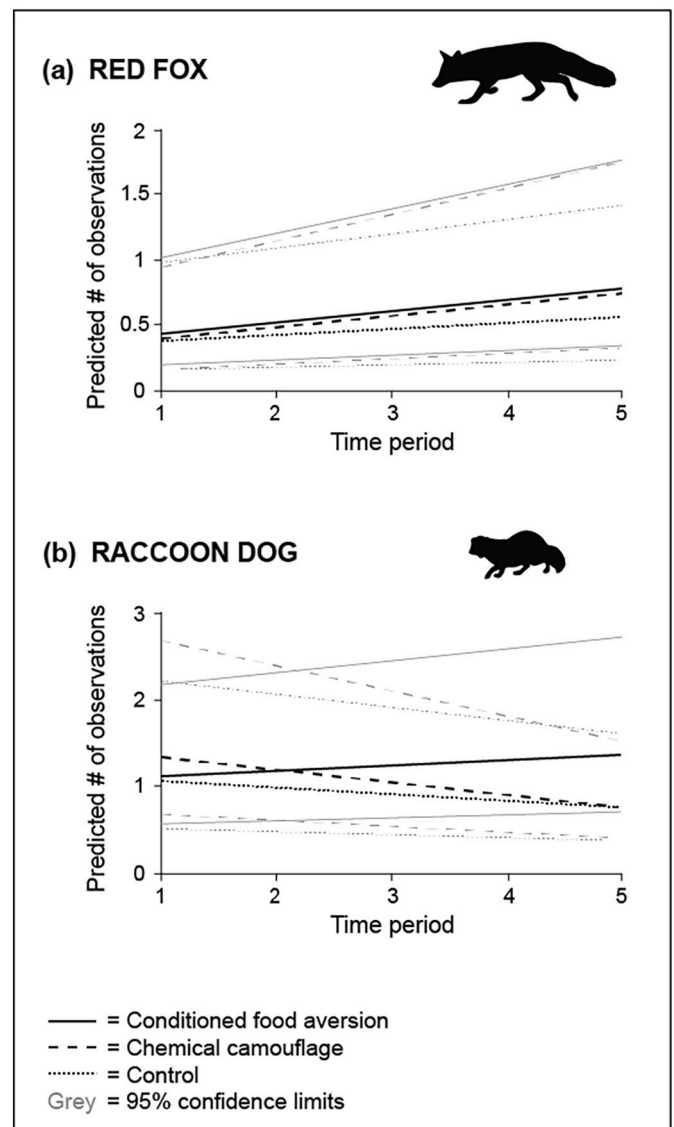 (a) RED FOX
Predicted # of observations
2
1.5
1
0.5
0
1 2 3 4 5
Time period
(b) RACCOON DOG
Predicted # of observations
3
2
1
0
1 2 3 4 5
Time period
= Conditioned food aversion
= Chemical camouflage
= Control
Grey = 95% confidence limits